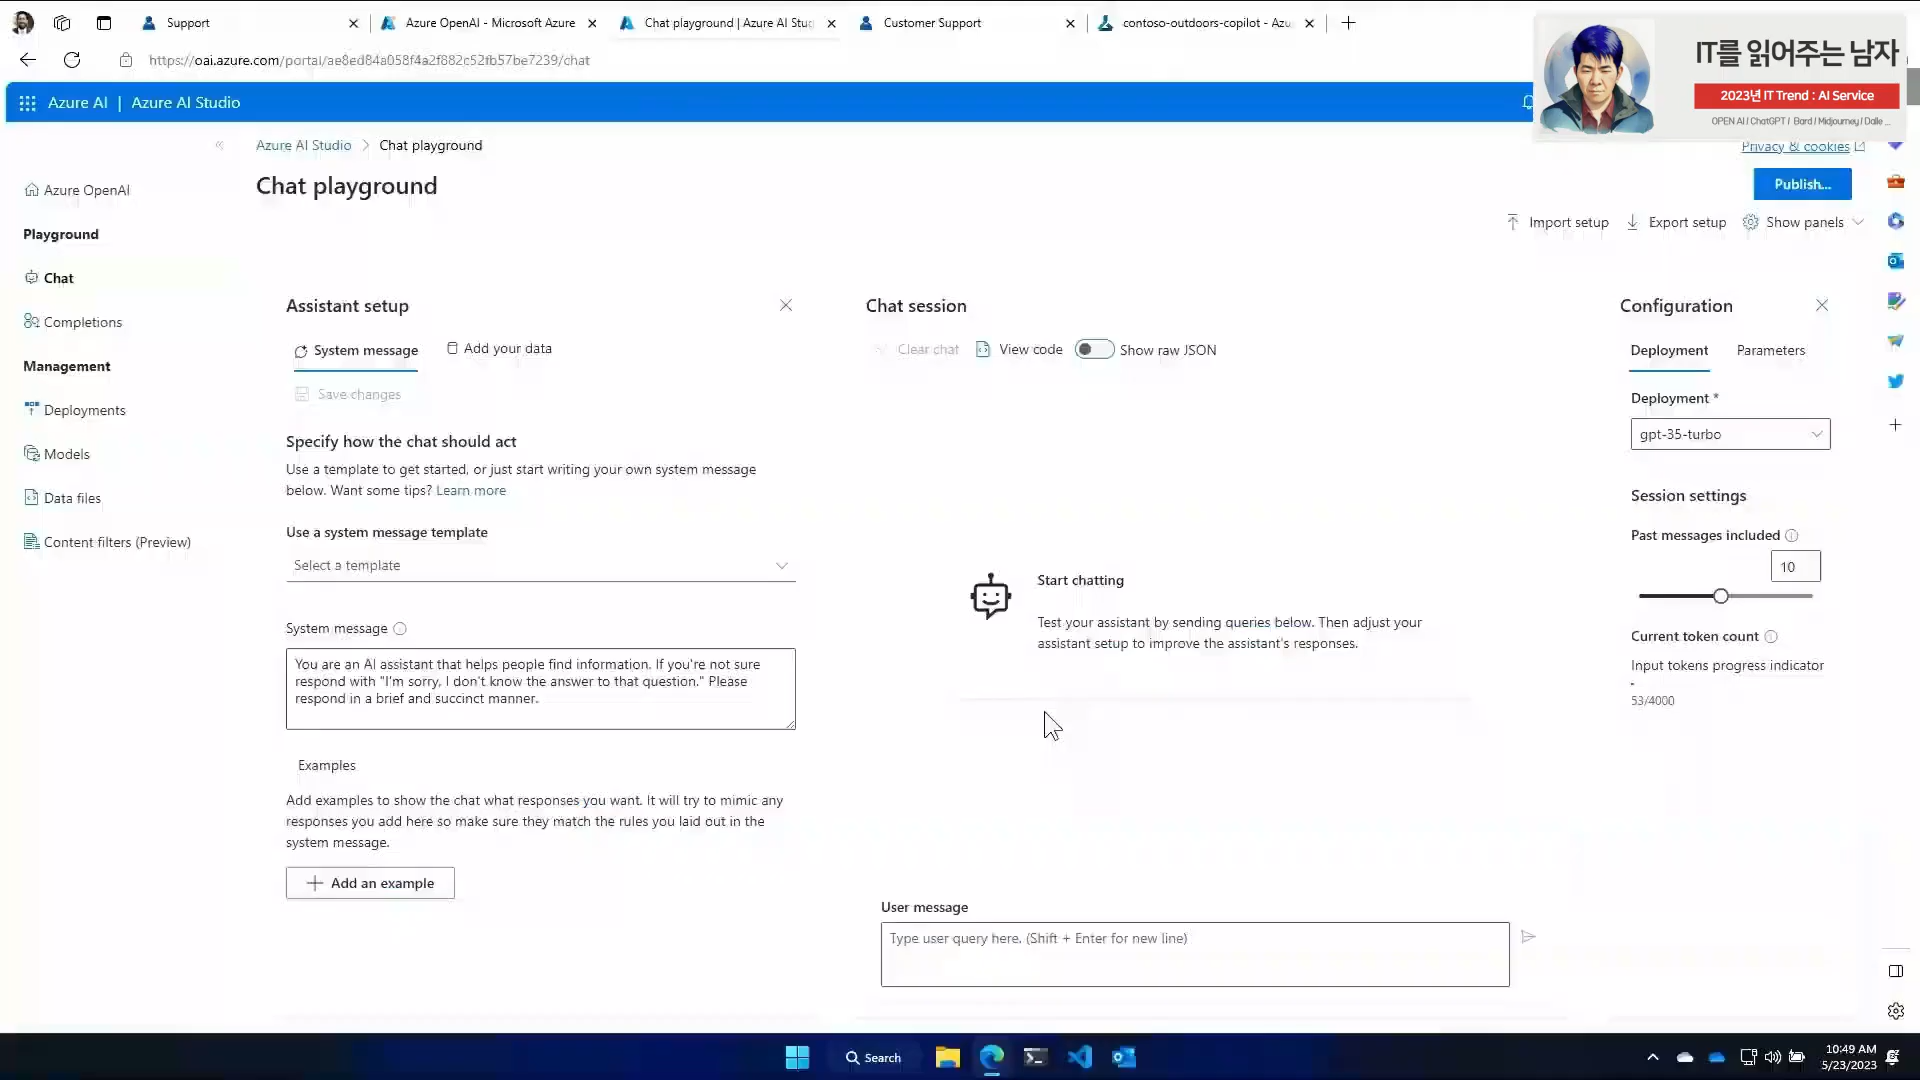 Support
Azure OpenAI - Microsoft Azure
Chat playground | Azure AI Stud
Customer Support
contoso-outdoors-copilot - Azu
https://oai.azure.com/portal/ae8ed84a058f4a2f882c52fb57be7239/chat
IT를 읽어주는 남자
2023년 IT Trend : AI Service
OPEN AI / ChatGPT / Bard / Midjourney / Dalle ...
Azure AI | Azure AI Studio
Azure AI Studio > Chat playground
Privacy & cookies
Chat playground
Publish...
Import setup
Export setup
Show panels
Azure OpenAI
Playground
Chat
Completions
Management
Deployments
Models
Data files
Content filters (Preview)
Assistant setup
System message
Add your data
Save changes
Specify how the chat should act
Use a template to get started, or just start writing your own system message
below. Want some tips? Learn more
Use a system message template
Select a template
System message
You are an AI assistant that helps people find information. If you're not sure
respond with "I'm sorry, I don't know the answer to that question." Please
respond in a brief and succinct manner.
Examples
Add examples to show the chat what responses you want. It will try to mimic any
responses you add here so make sure they match the rules you laid out in the
system message.
Add an example
Chat session
Clear chat
View code
Show raw JSON
Start chatting
Test your assistant by sending queries below. Then adjust your
assistant setup to improve the assistant's responses.
User message
Type user query here. (Shift + Enter for new line)
Configuration
Deployment
Parameters
Deployment *
gpt-35-turbo
Session settings
Past messages included
10
Current token count
Input tokens progress indicator
53/4000
Search
10:49 AM
5/23/2023